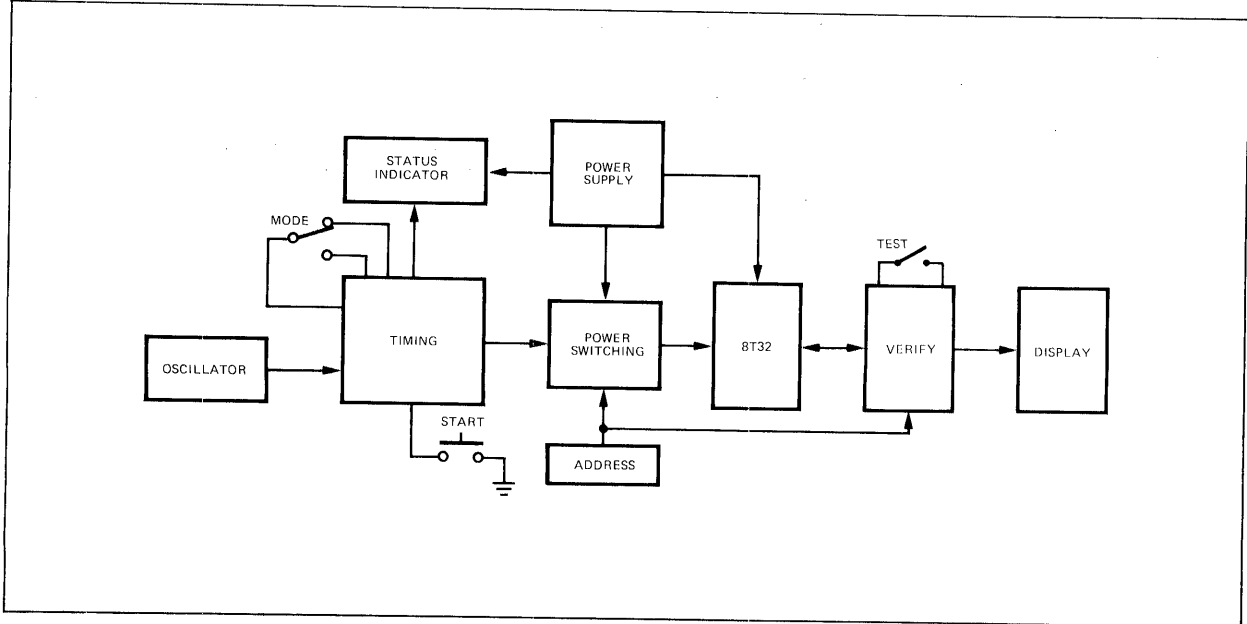 STATUS
INDICATOR
POWER
SUPPLY
MODE
TEST
OSCILLATOR
TIMING
POWER
SWITCHING
8T32
VERIFY
DISPLAY
START
ADDRESS